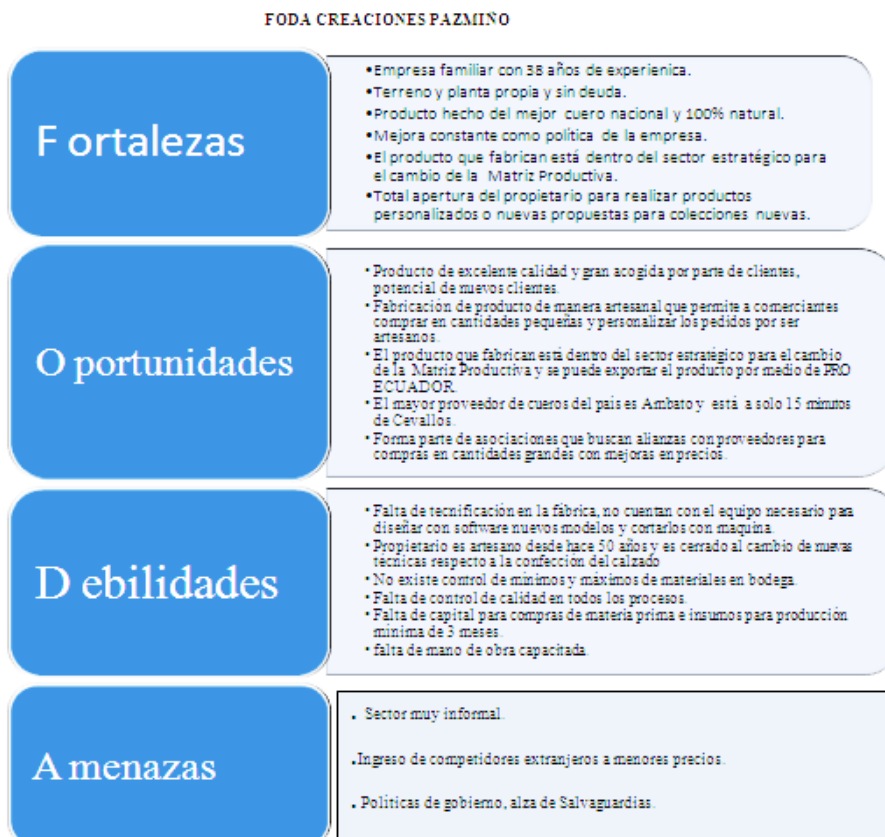 FODA CREACIONES PAZMIÑO
F ortalezas
•Empresa familiar con 38 años de experienica.
•Terreno y planta propia y sin deuda.
•Producto hecho del mejor cuero nacional y 100% natural.
•Mejora constante como política de la empresa.
•El producto que fabrican está dentro del sector estratégico para
el cambio de la Matriz Productiva.
•Total apertura del propietario para realizar productos
personalizados o nuevas propuestas para colecciones nuevas.
O portunidades
• Producto de excelente calidad y gran acogida por parte de clientes,
potencial de nuevos clientes.
• Fabricación de producto de manera artesanal que permite a comerciantes
comprar en cantidades pequeñas y personalizar los pedidos por ser
artesanos.
• El producto que fabrican está dentro del sector estratégico para el cambio
de la Matriz Productiva y se puede exportar el producto por medio de PRO
ECUADOR.
• El mayor proveedor de cueros del pais es Ambato y está a solo 15 minutos
de Cevallos.
• Forma parte de asociaciones que buscan alianzas con proveedores para
compras en cantidades grandes con mejoras en precios.
D ebilidades
• Falta de tecnificación en la fábrica, no cuentan con el equipo necesario para
diseñar con software nuevos modelos y cortarlos con maquina.
• Propietario es artesano desde hace 50 años y es cerrado al cambio de nuevas
técnicas respecto a la confección del calzado
• No existe control de mínimos y máximos de materiales en bodega.
• Falta de control de calidad en todos los procesos.
• Falta de capital para compras de materia prima e insumos para producción
minima de 3 meses.
• falta de mano de obra capacitada.
A menazas
. Sector muy informal.
.Ingreso de competidores extranjeros a menores precios.
. Políticas de gobierno, alza de Salvaguardias.